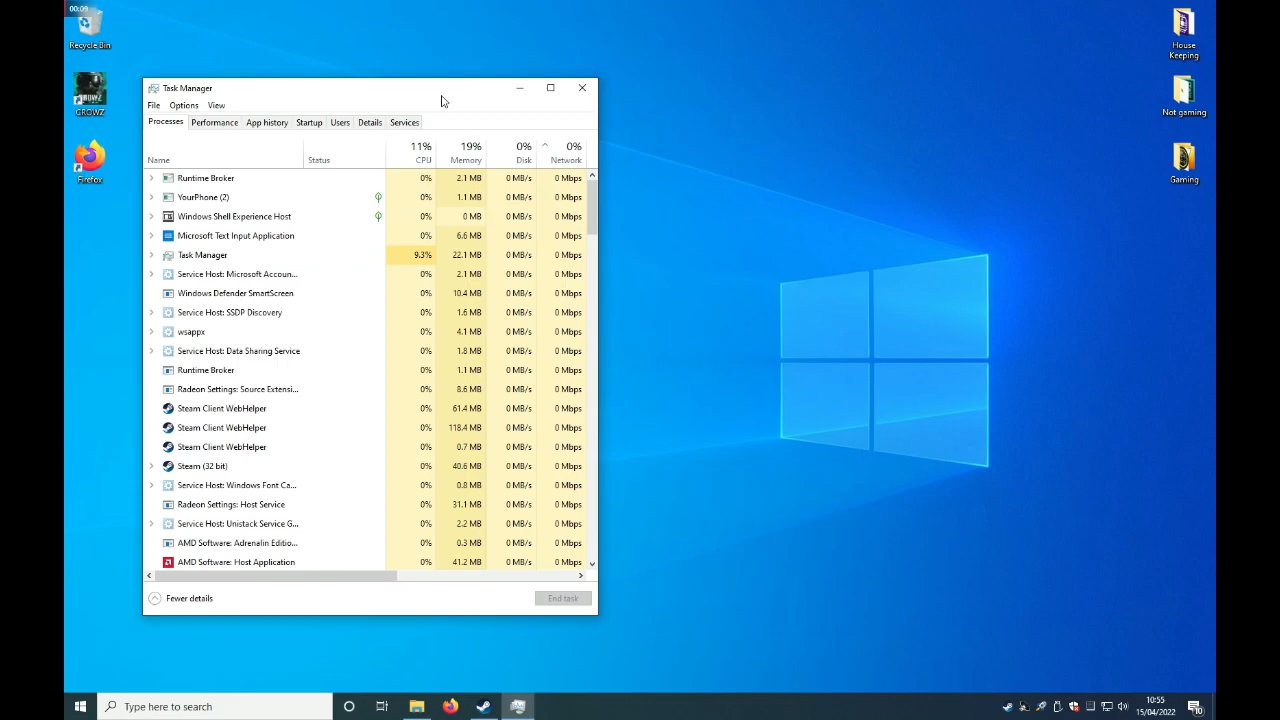 00:09
Recycle Bin
CROWZ
Firefox
House
Keeping
Not gaming
Gaming
Task Manager
File Options View
Processes Performance App history Startup Users Details Services
11% 19% 0% 0%
Name Status CPU Memory Disk Network
Runtime Broker 0% 2.1 MB 0 MB/s 0 Mbps
YourPhone (2) 0% 1.1 MB 0 MB/s 0 Mbps
Windows Shell Experience Host 0% 0 MB 0 MB/s 0 Mbps
Microsoft Text Input Application 0% 6.6 MB 0 MB/s 0 Mbps
Task Manager 9.3% 22.1 MB 0 MB/s 0 Mbps
Service Host: Microsoft Accoun... 0% 2.1 MB 0 MB/s 0 Mbps
Windows Defender SmartScreen 0% 10.4 MB 0 MB/s 0 Mbps
Service Host: SSDP Discovery 0% 1.6 MB 0 MB/s 0 Mbps
wsappx 0% 4.1 MB 0 MB/s 0 Mbps
Service Host: Data Sharing Service 0% 1.8 MB 0 MB/s 0 Mbps
Runtime Broker 0% 1.1 MB 0 MB/s 0 Mbps
Radeon Settings: Source Extensi... 0% 8.6 MB 0 MB/s 0 Mbps
Steam Client WebHelper 0% 61.4 MB 0 MB/s 0 Mbps
Steam Client WebHelper 0% 118.4 MB 0 MB/s 0 Mbps
Steam Client WebHelper 0% 0.7 MB 0 MB/s 0 Mbps
Steam (32 bit) 0% 40.6 MB 0 MB/s 0 Mbps
Service Host: Windows Font Ca... 0% 0.8 MB 0 MB/s 0 Mbps
Radeon Settings: Host Service 0% 31.1 MB 0 MB/s 0 Mbps
Service Host: Unistack Service G... 0% 2.2 MB 0 MB/s 0 Mbps
AMD Software: Adrenalin Editio... 0% 0.3 MB 0 MB/s 0 Mbps
AMD Software: Host Application 0% 41.2 MB 0 MB/s 0 Mbps
Fewer details End task
Type here to search
10:55
15/04/2022